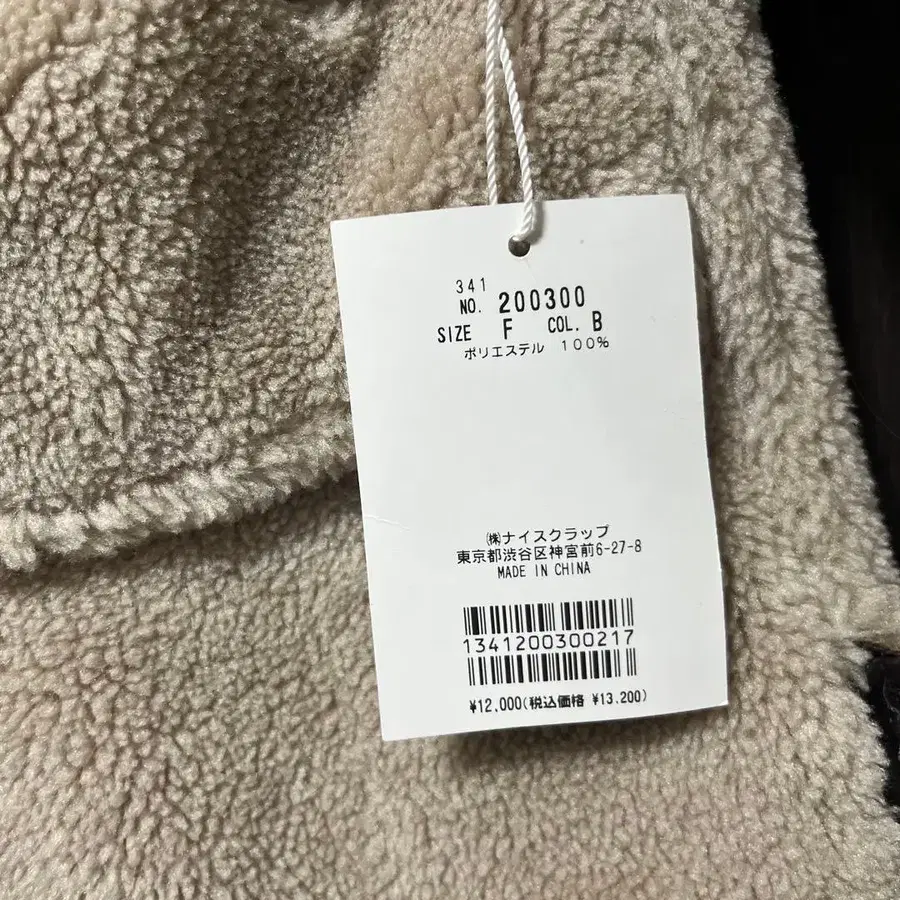 341
NO. 200300
SIZE F COL. B
ポリエステル 100%
㈱ナイスクラップ
東京都渋谷区神宮前6-27-8
MADE IN CHINA
1341200300217
¥12,000(税込価格 ¥13,200)